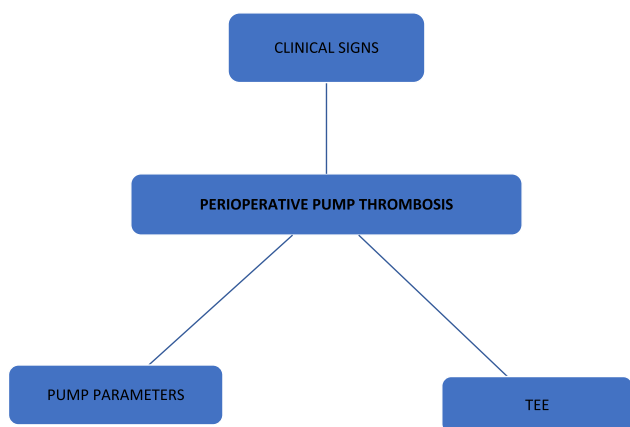 CLINICAL SIGNS
PERIOPERATIVE PUMP THROMBOSIS
PUMP PARAMETERS
TEE